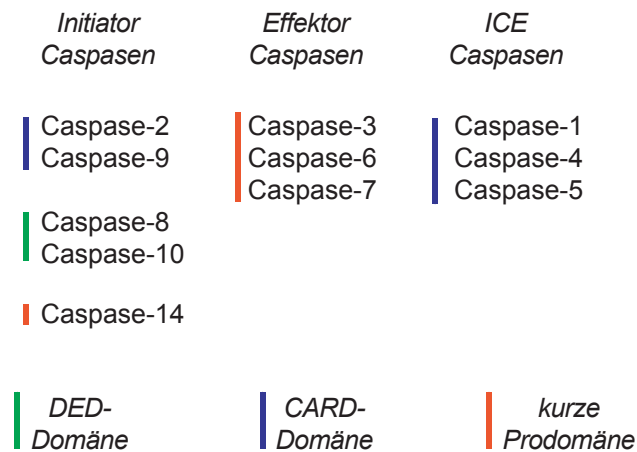 Initiator
Caspasen
Effektor
Caspasen
ICE
Caspasen
Caspase-2
Caspase-9
Caspase-8
Caspase-10
Caspase-14
Caspase-3
Caspase-6
Caspase-7
Caspase-1
Caspase-4
Caspase-5
DED-
Domäne
CARD-
Domäne
kurze
Prodomäne